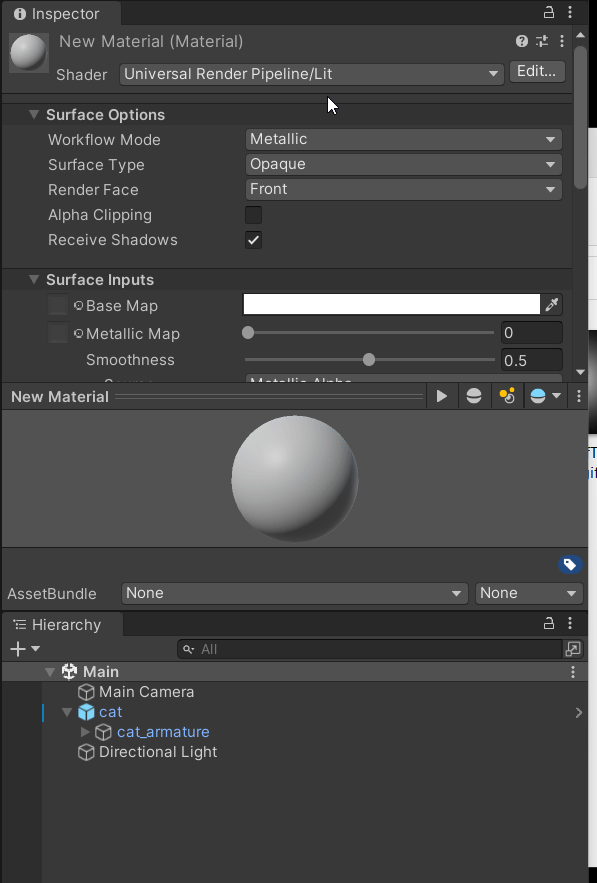 Inspector
New Material (Material)
Shader Universal Render Pipeline/Lit Edit...
Surface Options
Workflow Mode Metallic
Surface Type Opaque
Render Face Front
Alpha Clipping
Receive Shadows
Surface Inputs
Base Map
Metallic Map 0
Smoothness 0.5
Source Metallic Alpha
New Material
AssetBundle None None
Hierarchy
All
Main
Main Camera
cat
cat_armature
Directional Light